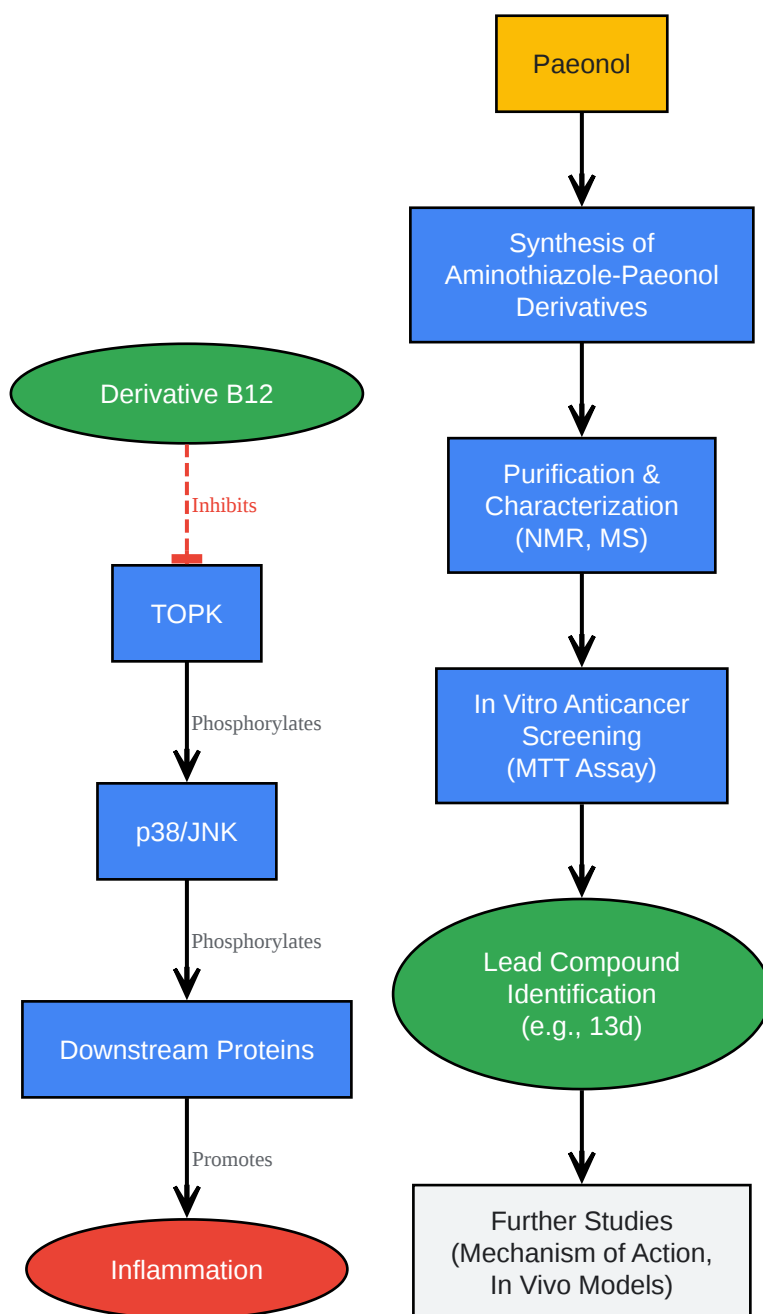 Derivative B12
Inhibits
TOPK
Phosphorylates
p38/JNK
Phosphorylates
Downstream Proteins
Promotes
Inflammation
Paeonol
Synthesis of
Aminothiazole-Paeonol
Derivatives
Purification &
Characterization
(NMR, MS)
In Vitro Anticancer
Screening
(MTT Assay)
Lead Compound
Identification
(e.g., 13d)
Further Studies
(Mechanism of Action,
In Vivo Models)